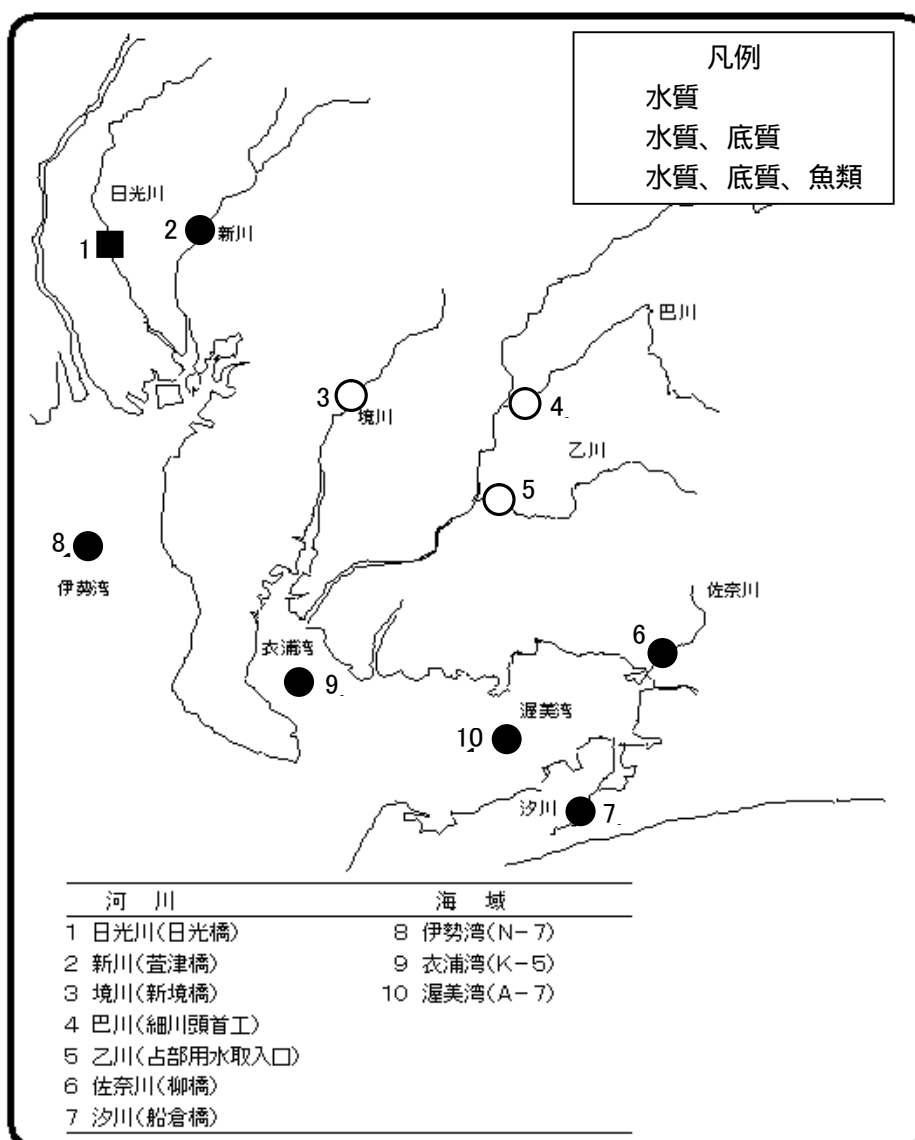 凡例
水質
水質、底質
水質、底質、魚類
日光川
1
2
新川
巴川
3
境川
4
乙川
5
8
伊勢湾
佐奈川
6
衣浦湾
9
渥美湾
10
汐川
7
河 川 海 域
1 日光川(日光橋) 8 伊勢湾(N-7)
2 新川(萱津橋) 9 衣浦湾(K-5)
3 境川(新境橋) 10 渥美湾(A-7)
4 巴川(細川頭首工)
5 乙川(占部用水取入口)
6 佐奈川(柳橋)
7 汐川(船倉橋)